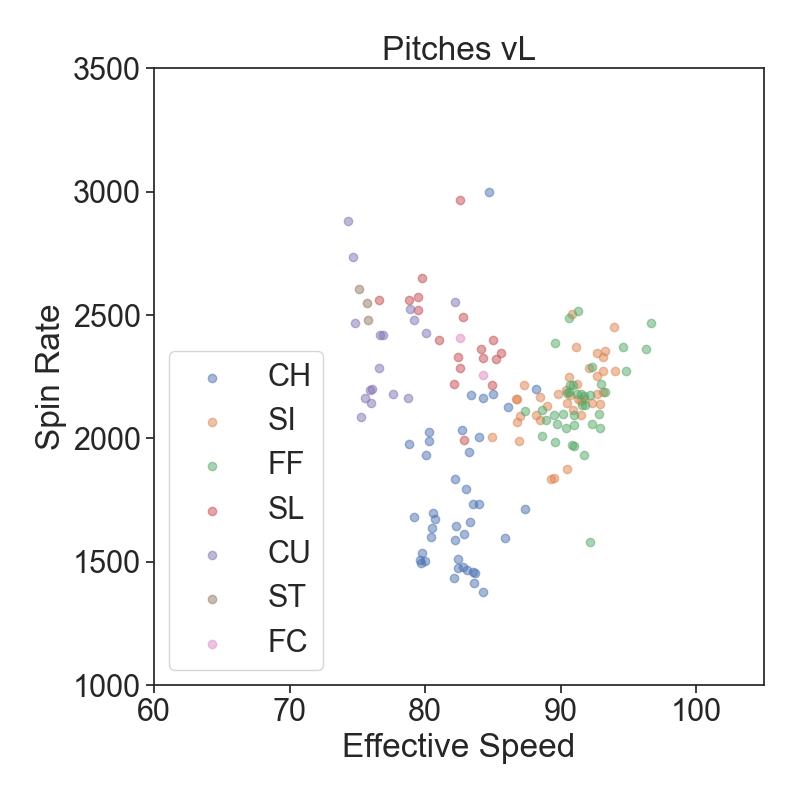 Pitches vL
3500
3000
2500
2000
1500
1000
Spin Rate
CH
SI
FF
SL
CU
ST
FC
60 70 80 90 100
Effective Speed